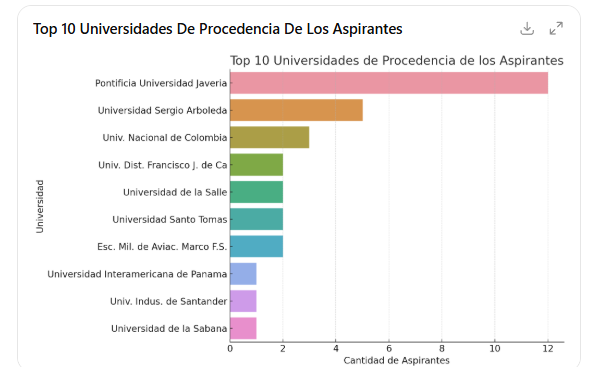 Top 10 Universidades De Procedencia De Los Aspirantes
Top 10 Universidades de Procedencia de los Aspirantes
Universidad
Pontificia Universidad Javeria
Universidad Sergio Arboleda
Univ. Nacional de Colombia
Univ. Dist. Francisco J. de Ca
Universidad de la Salle
Universidad Santo Tomas
Esc. Mil. de Aviac. Marco F.S.
Universidad Interamericana de Panama
Univ. Indus. de Santander
Universidad de la Sabana
0 2 4 6 8 10 12
Cantidad de Aspirantes